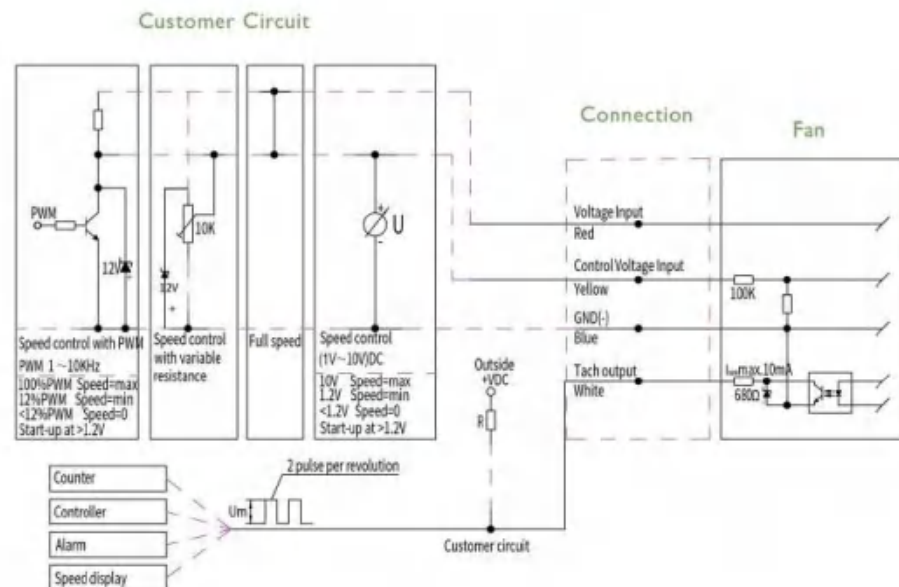 Customer Circuit
Connection
Fan
PWM
12V
10K
12V
+
+
U
-
Voltage Input
Red
Control Voltage Input
Yellow
100K
GND(-)
Blue
Tach output
White
max.10mA
680Ω
Speed control with PWM
PWM 1～10KHz
100%PWM Speed=max
12%PWM Speed=min
<12%PWM Speed=0
Start-up at >1.2V
Speed control
with variable
resistance
Full speed
Speed control
(1V～10V)DC
10V Speed=max
1.2V Speed=min
<1.2V Speed=0
Start-up at >1.2V
Outside
+VDC
R
2 pulse per revolution
Um
Counter
Controller
Alarm
Speed display
Customer circuit